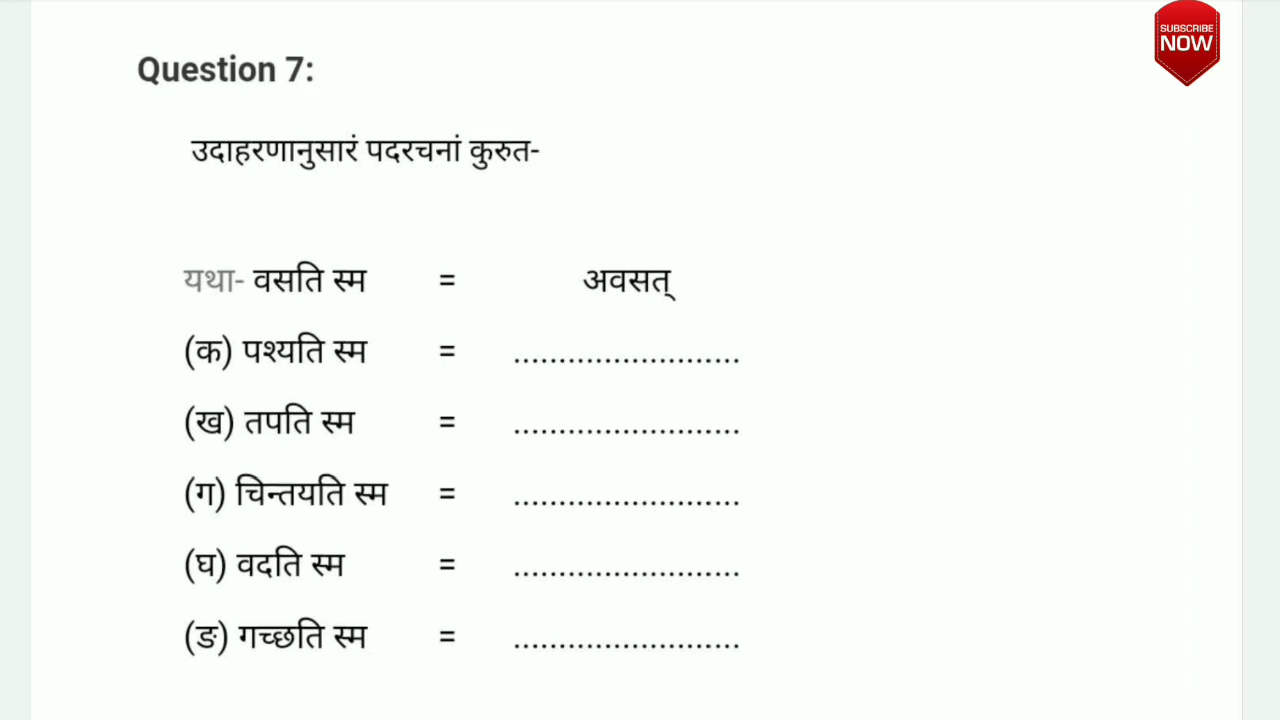 SUBSCRIBE
NOW
Question 7:
उदाहरणानुसारं पदरचनां कुरुत-
यथा- वसति स्म = अवसत्
(क) पश्यति स्म = .........................
(ख) तपति स्म = .........................
(ग) चिन्तयति स्म = .........................
(घ) वदति स्म = .........................
(ङ) गच्छति स्म = .........................